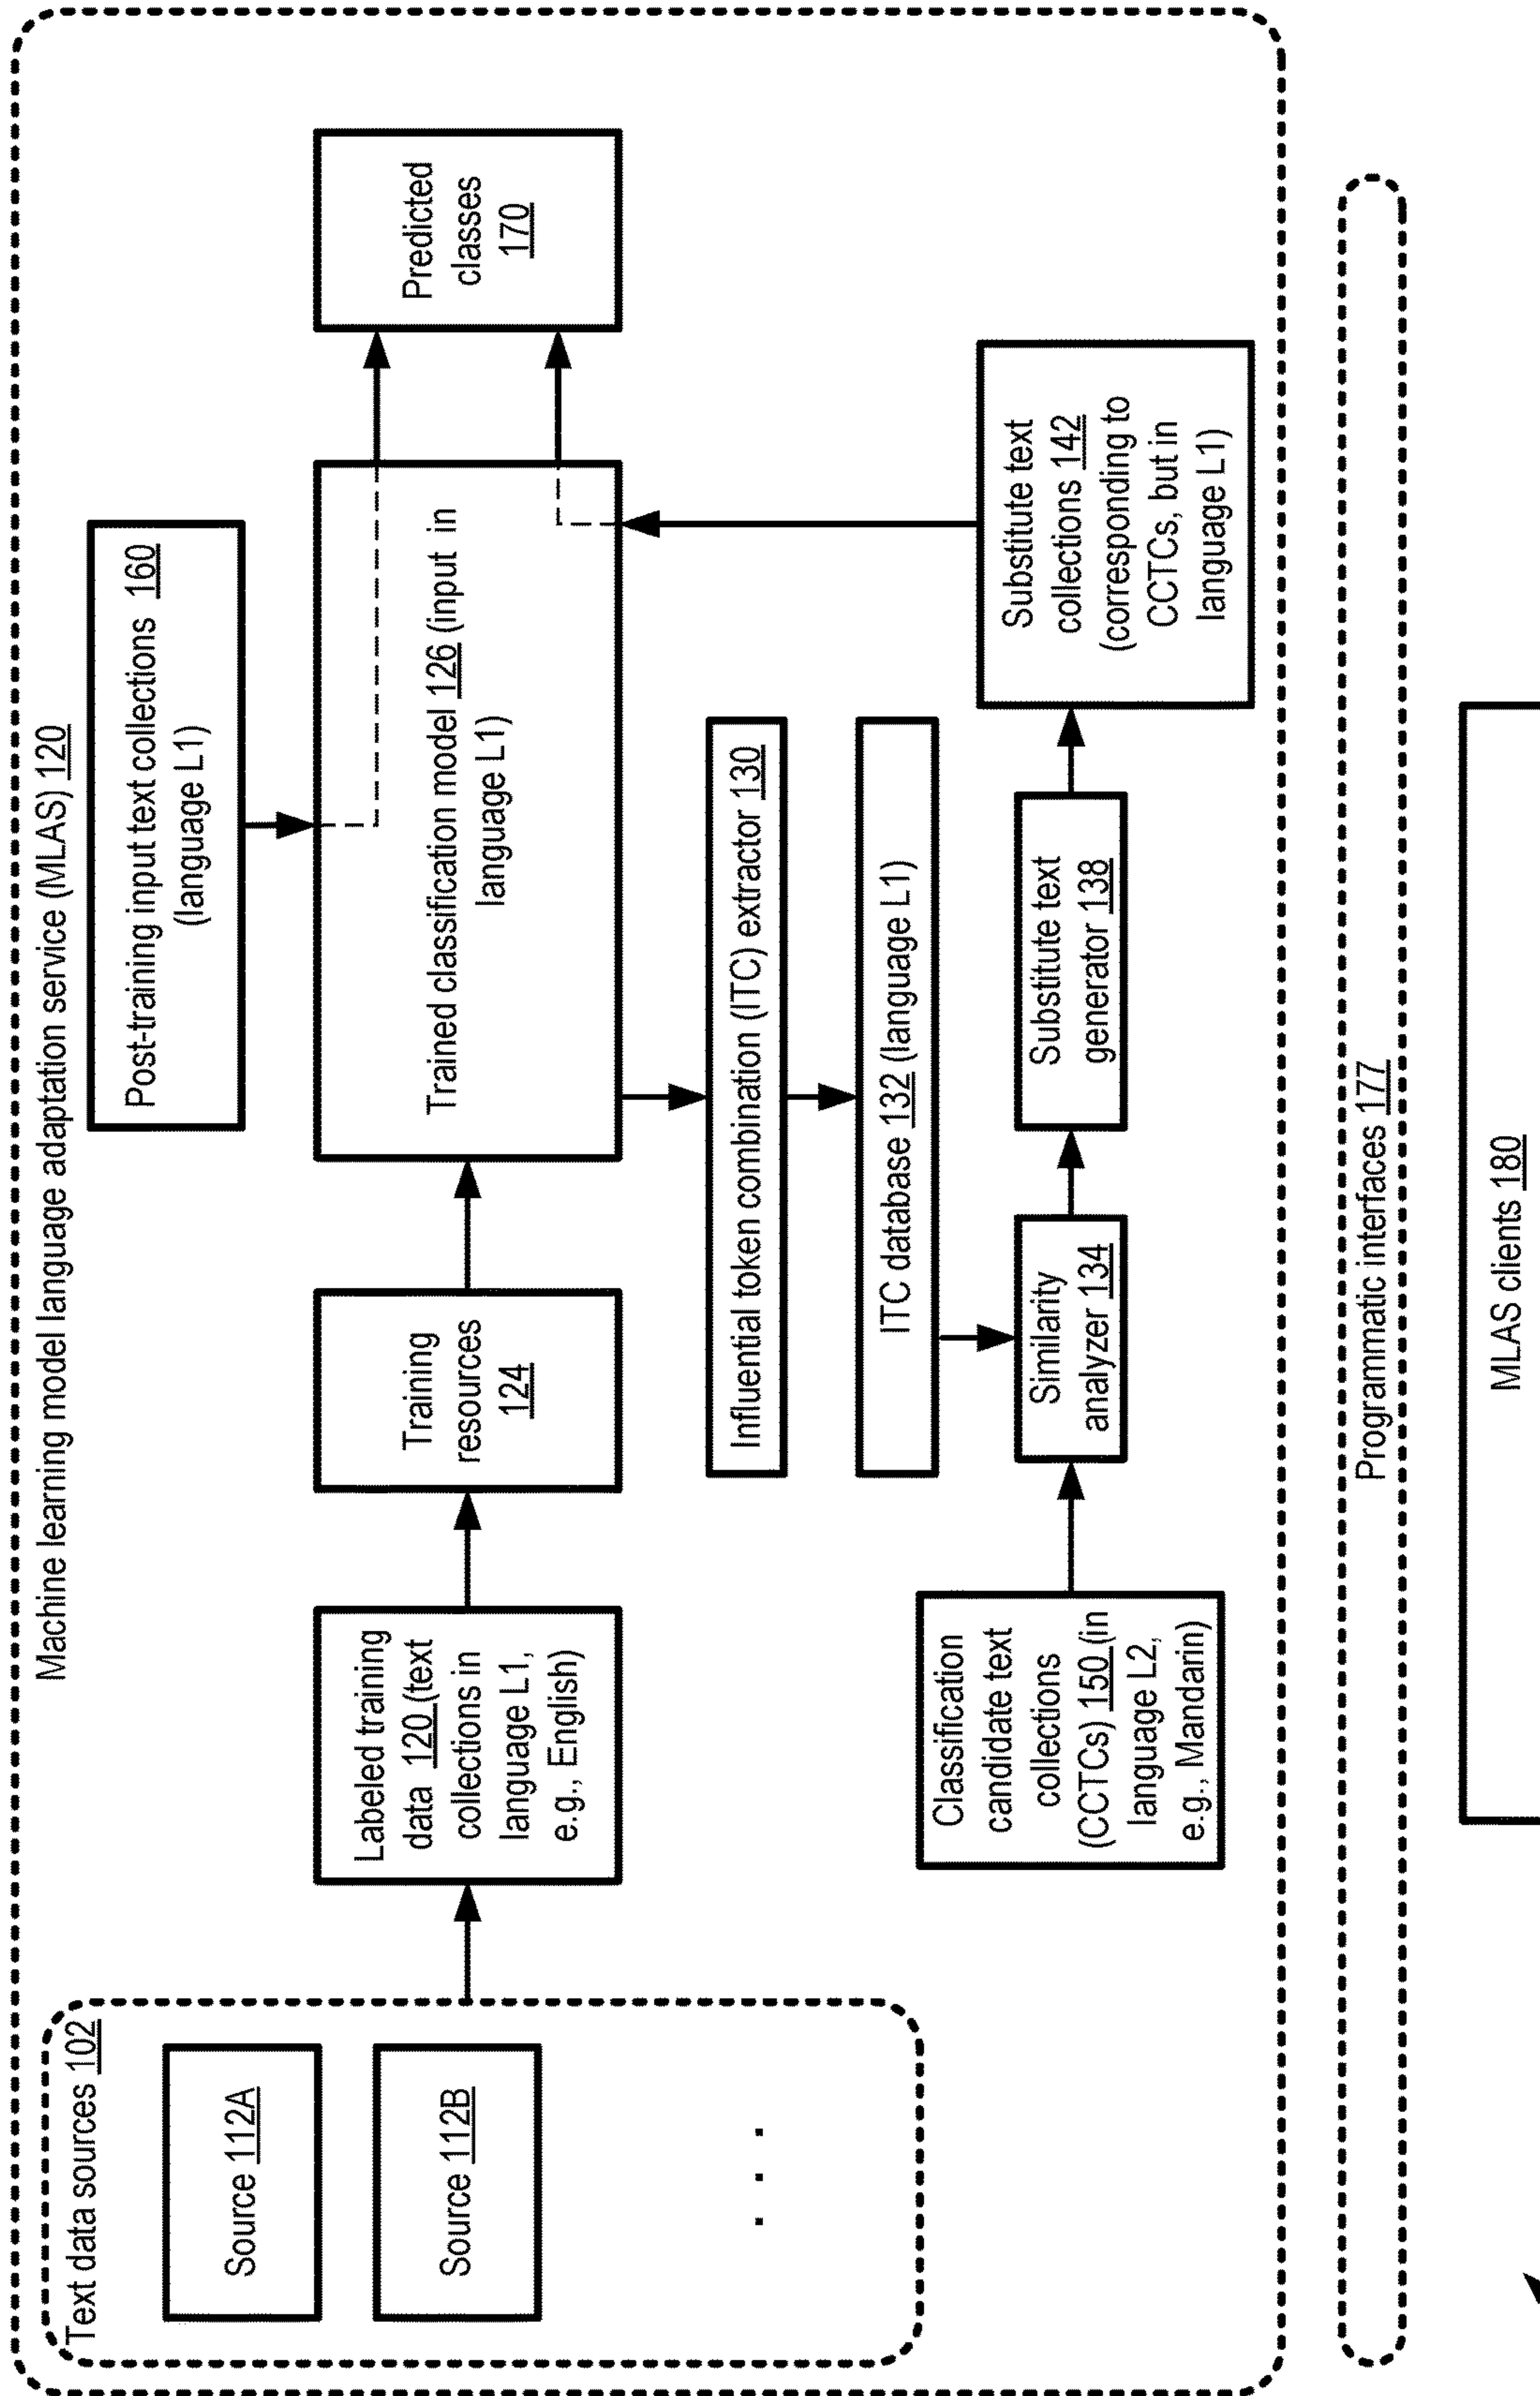 Machine learning model language adaptation service (MLAS) 120
Text data sources 102
Source 112A
Source 112B
. . .
Labeled training
data 120 (text
collections in
language L1,
e.g., English)
Training
resources
124
Post-training input text collections 160
(language L1)
Trained classification model 126 (input in
language L1)
Predicted
classes
170
Influential token combination (ITC) extractor 130
ITC database 132 (language L1)
Classification
candidate text
collections
(CCTCs) 150 (in
language L2,
e.g., Mandarin)
Similarity
analyzer 134
Substitute text
generator 138
Substitute text
collections 142
(corresponding to
CCTCs, but in
language L1)
Programmatic interfaces 177
MLAS clients 180